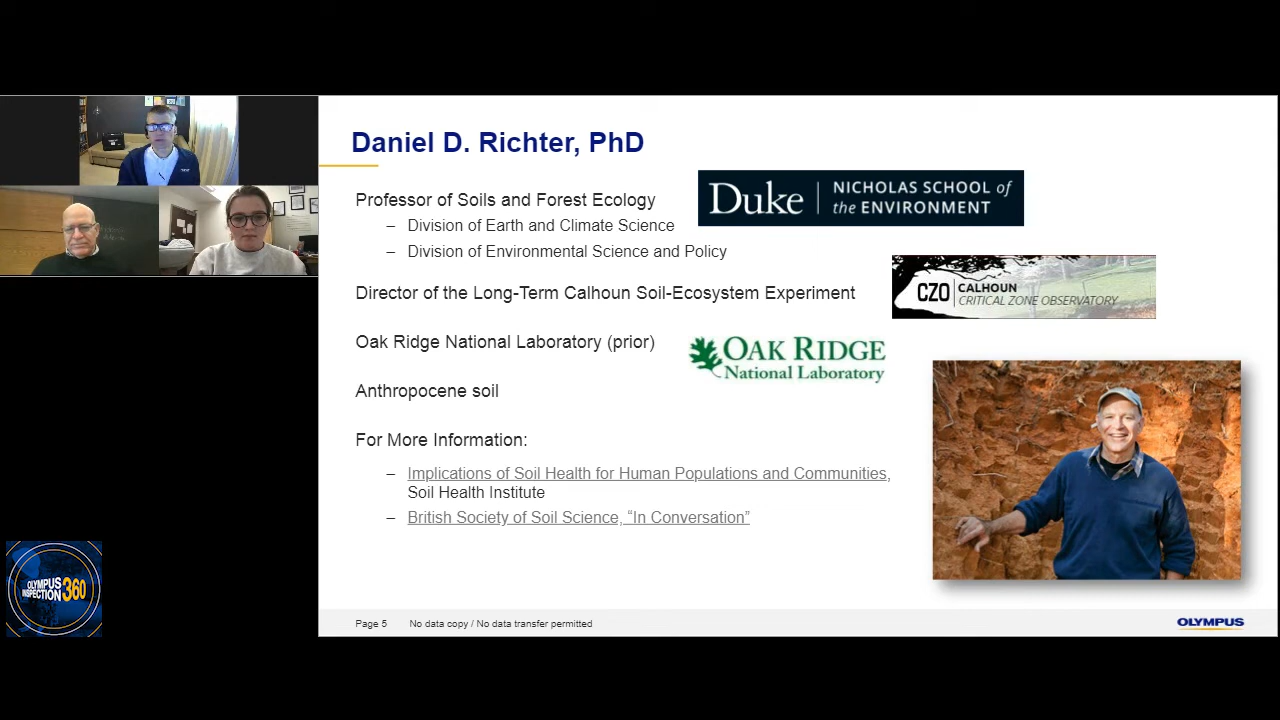 Daniel D. Richter, PhD
Professor of Soils and Forest Ecology
– Division of Earth and Climate Science
– Division of Environmental Science and Policy
Director of the Long-Term Calhoun Soil-Ecosystem Experiment
Oak Ridge National Laboratory (prior)
Anthropocene soil
For More Information:
– Implications of Soil Health for Human Populations and Communities,
Soil Health Institute
– British Society of Soil Science, “In Conversation”
Duke
NICHOLAS SCHOOL of
the ENVIRONMENT
CZO
CALHOUN
CRITICAL ZONE OBSERVATORY
OAK RIDGE
National Laboratory
OLYMPUS
INSPECTION 360
Page 5 No data copy / No data transfer permitted
OLYMPUS